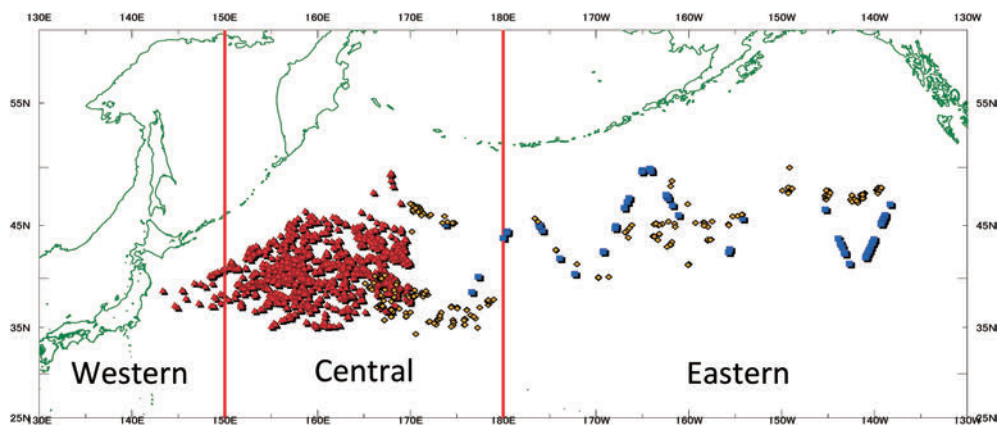 130E 150E 160E 170E 180E 170W 160W 150W 140W 130W
55N 55N
45N 45N
35N 35N
Western Central Eastern
25N 25N
130E 140E 150E 160E 170E 180E 170W 160W 150W 140W 130W